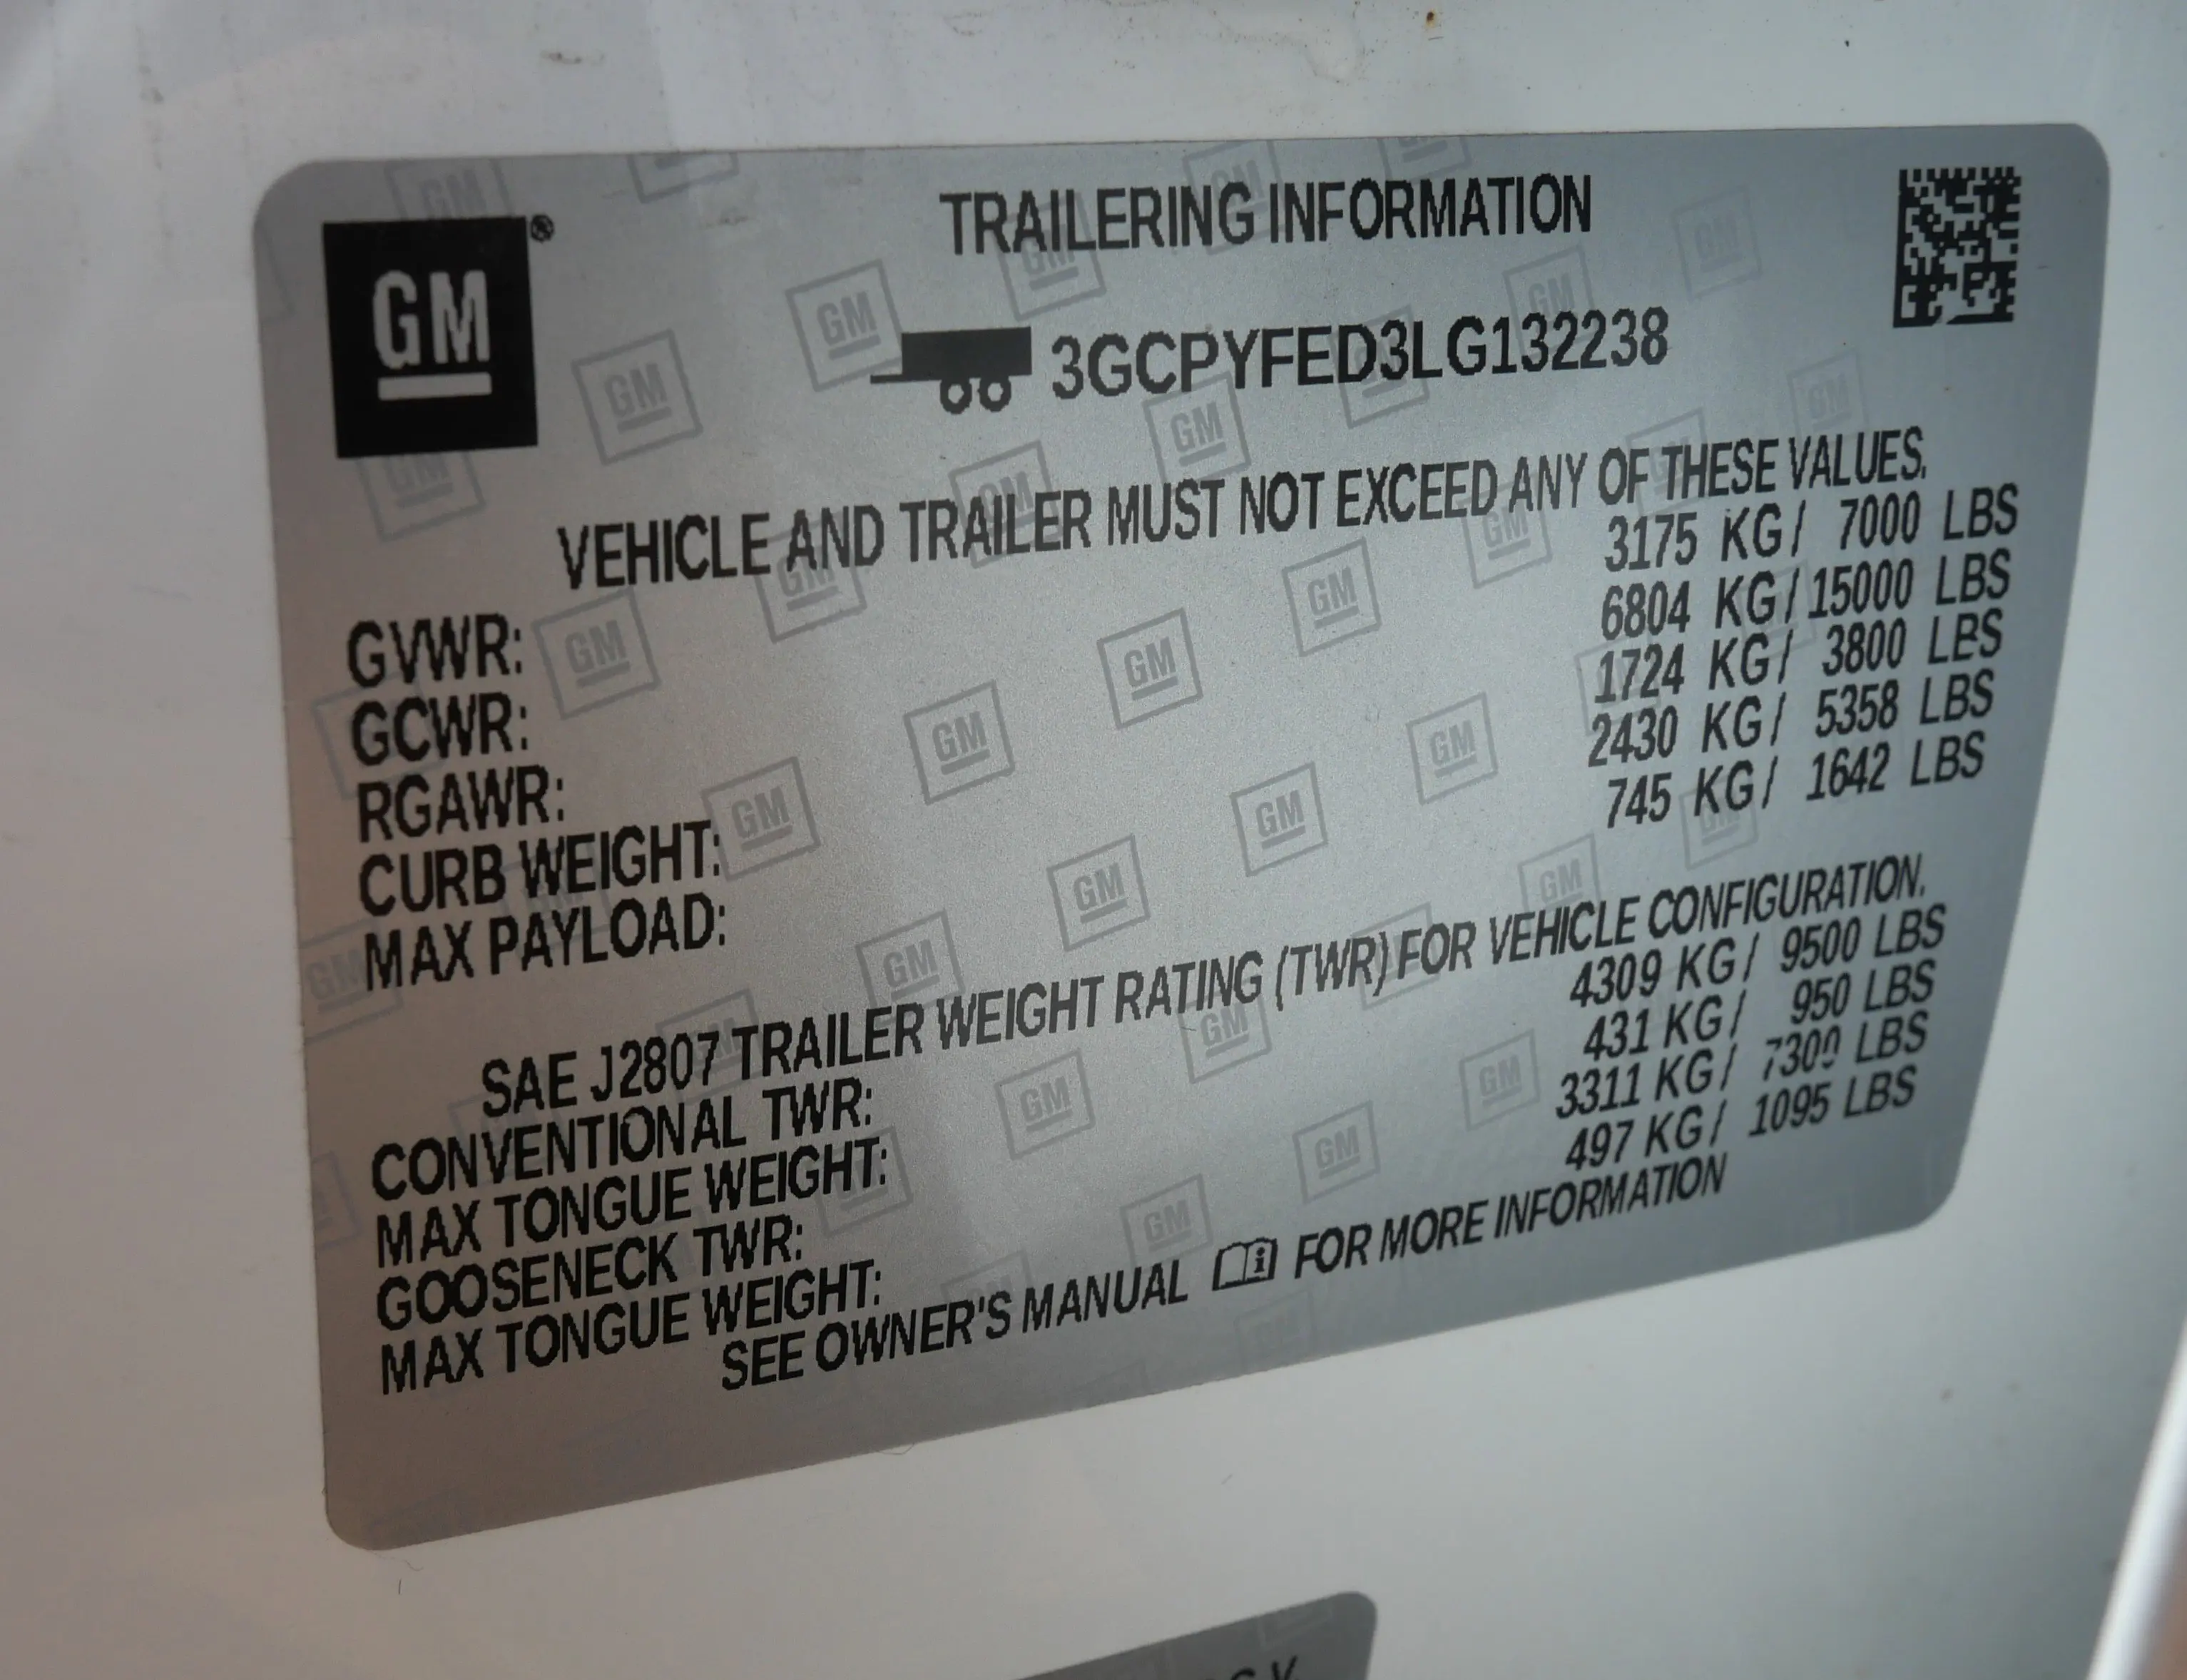 GM®
TRAILERING INFORMATION
3GCPYFED3LG132238
VEHICLE AND TRAILER MUST NOT EXCEED ANY OF THESE VALUES.
GVWR: 3175 KG/ 7000 LBS
GCWR: 6804 KG/15000 LBS
RGAWR: 1724 KG/ 3800 LBS
CURB WEIGHT: 2430 KG/ 5358 LBS
MAX PAYLOAD: 745 KG/ 1642 LBS
SAE J2807 TRAILER WEIGHT RATING (TWR) FOR VEHICLE CONFIGURATION.
CONVENTIONAL TWR: 4309 KG/ 9500 LBS
MAX TONGUE WEIGHT: 431 KG/ 950 LBS
GOOSENECK TWR: 3311 KG/ 7300 LBS
MAX TONGUE WEIGHT: 497 KG/ 1095 LBS
SEE OWNER'S MANUAL FOR MORE INFORMATION